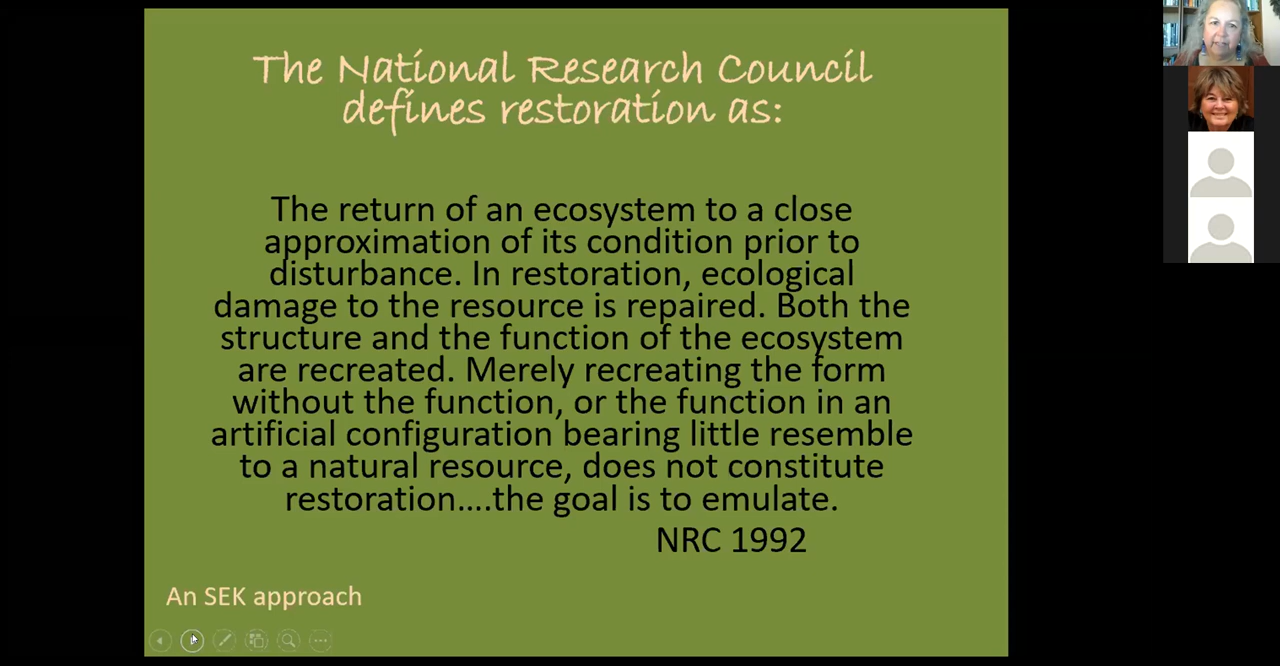 The National Research Council
defines restoration as:
The return of an ecosystem to a close
approximation of its condition prior to
disturbance. In restoration, ecological
damage to the resource is repaired. Both the
structure and the function of the ecosystem
are recreated. Merely recreating the form
without the function, or the function in an
artificial configuration bearing little resemble
to a natural resource, does not constitute
restoration....the goal is to emulate.
NRC 1992
An SEK approach